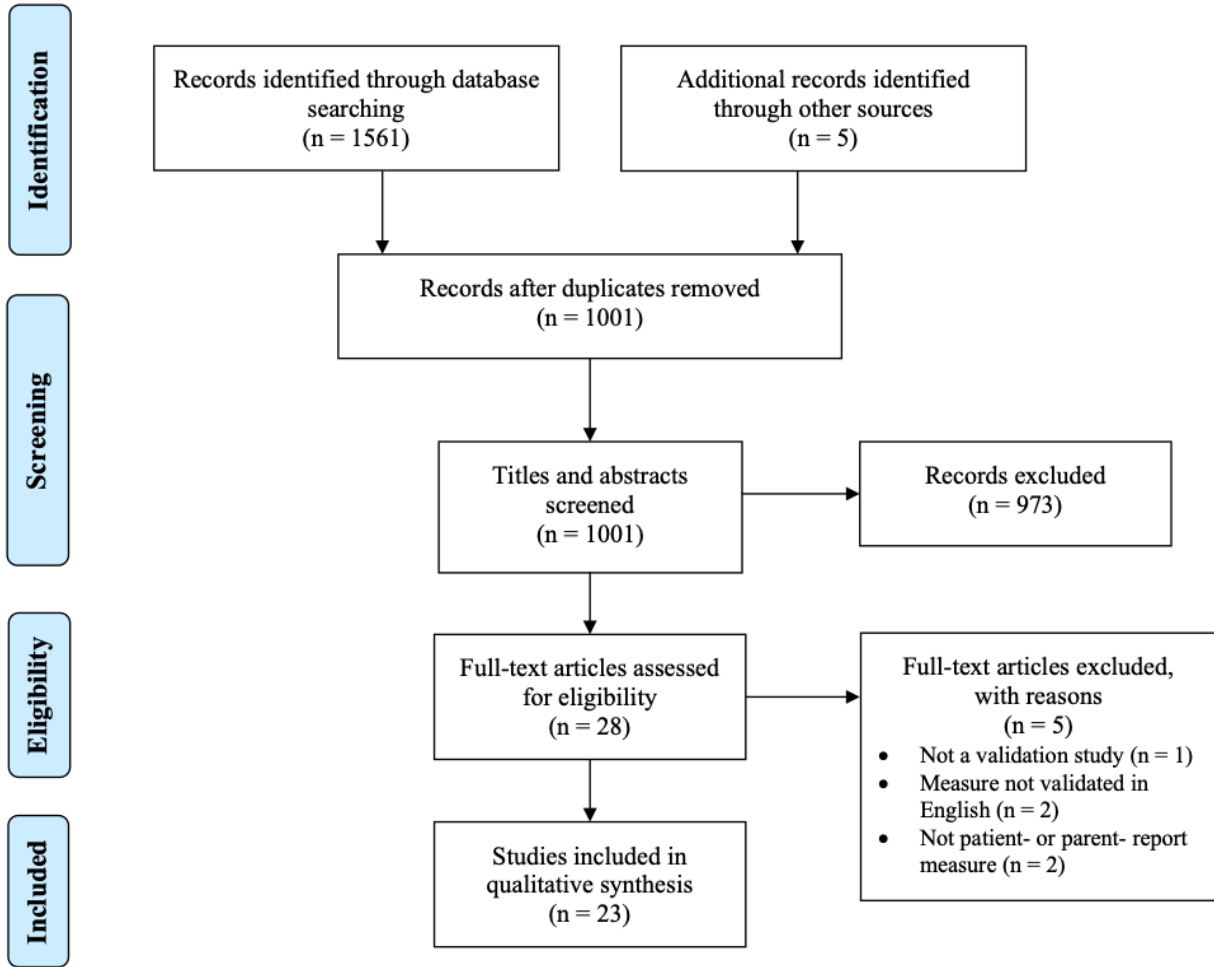 Identification
Records identified through database
searching
(n = 1561)
Additional records identified
through other sources
(n = 5)
Records after duplicates removed
(n = 1001)
Screening
Titles and abstracts
screened
(n = 1001)
Records excluded
(n = 973)
Eligibility
Full-text articles assessed
for eligibility
(n = 28)
Full-text articles excluded,
with reasons
(n = 5)
• Not a validation study (n = 1)
• Measure not validated in
English (n = 2)
• Not patient- or parent- report
measure (n = 2)
Included
Studies included in
qualitative synthesis
(n = 23)